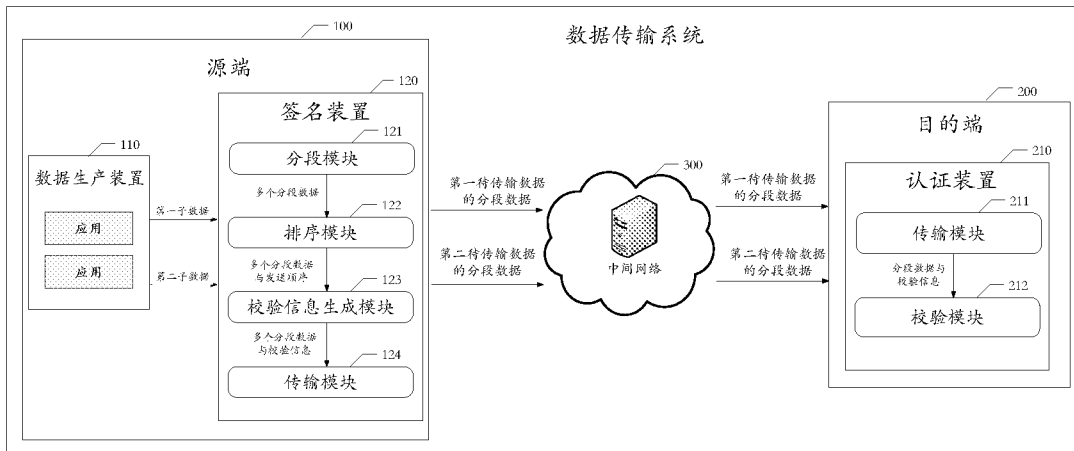 数据传输系统
100
源端
110
数据生产装置
应用
应用
第一子数据
第二子数据
120
签名装置
121
分段模块
多个分段数据
122
排序模块
多个分段数据
与发送顺序
123
校验信息生成模块
多个分段数据
与校验信息
124
传输模块
第一待传输数据
的分段数据
第二待传输数据
的分段数据
300
中间网络
第一待传输数据
的分段数据
第二待传输数据
的分段数据
200
目的端
210
认证装置
211
传输模块
分段数据与
校验信息
212
校验模块